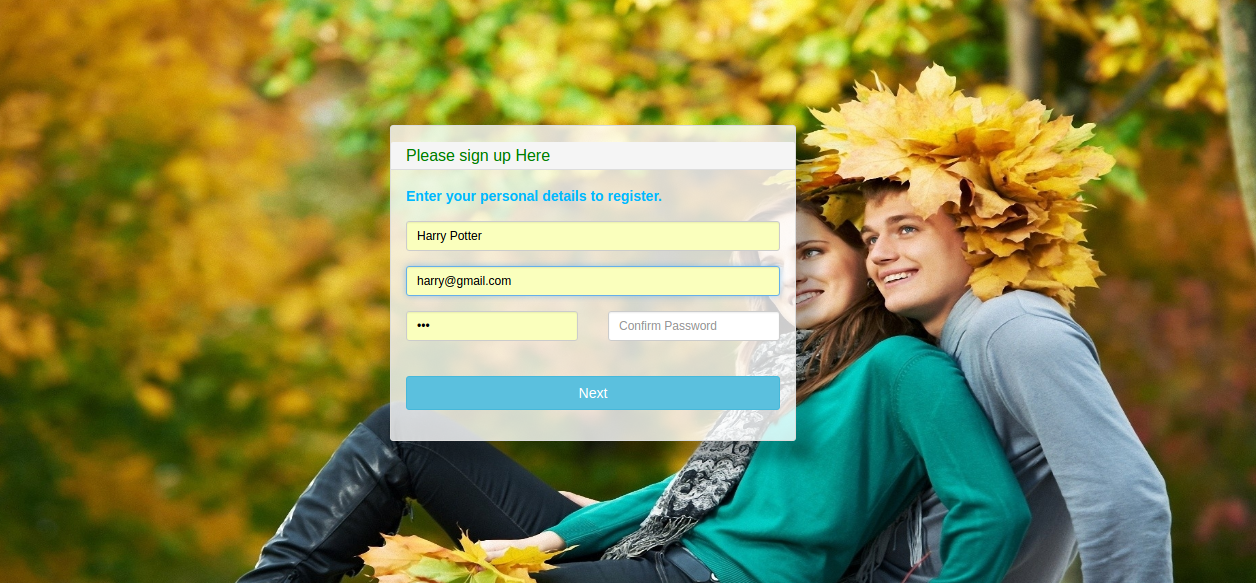 Please sign up Here
Enter your personal details to register.
Harry Potter
harry@gmail.com
••• Confirm Password
Next